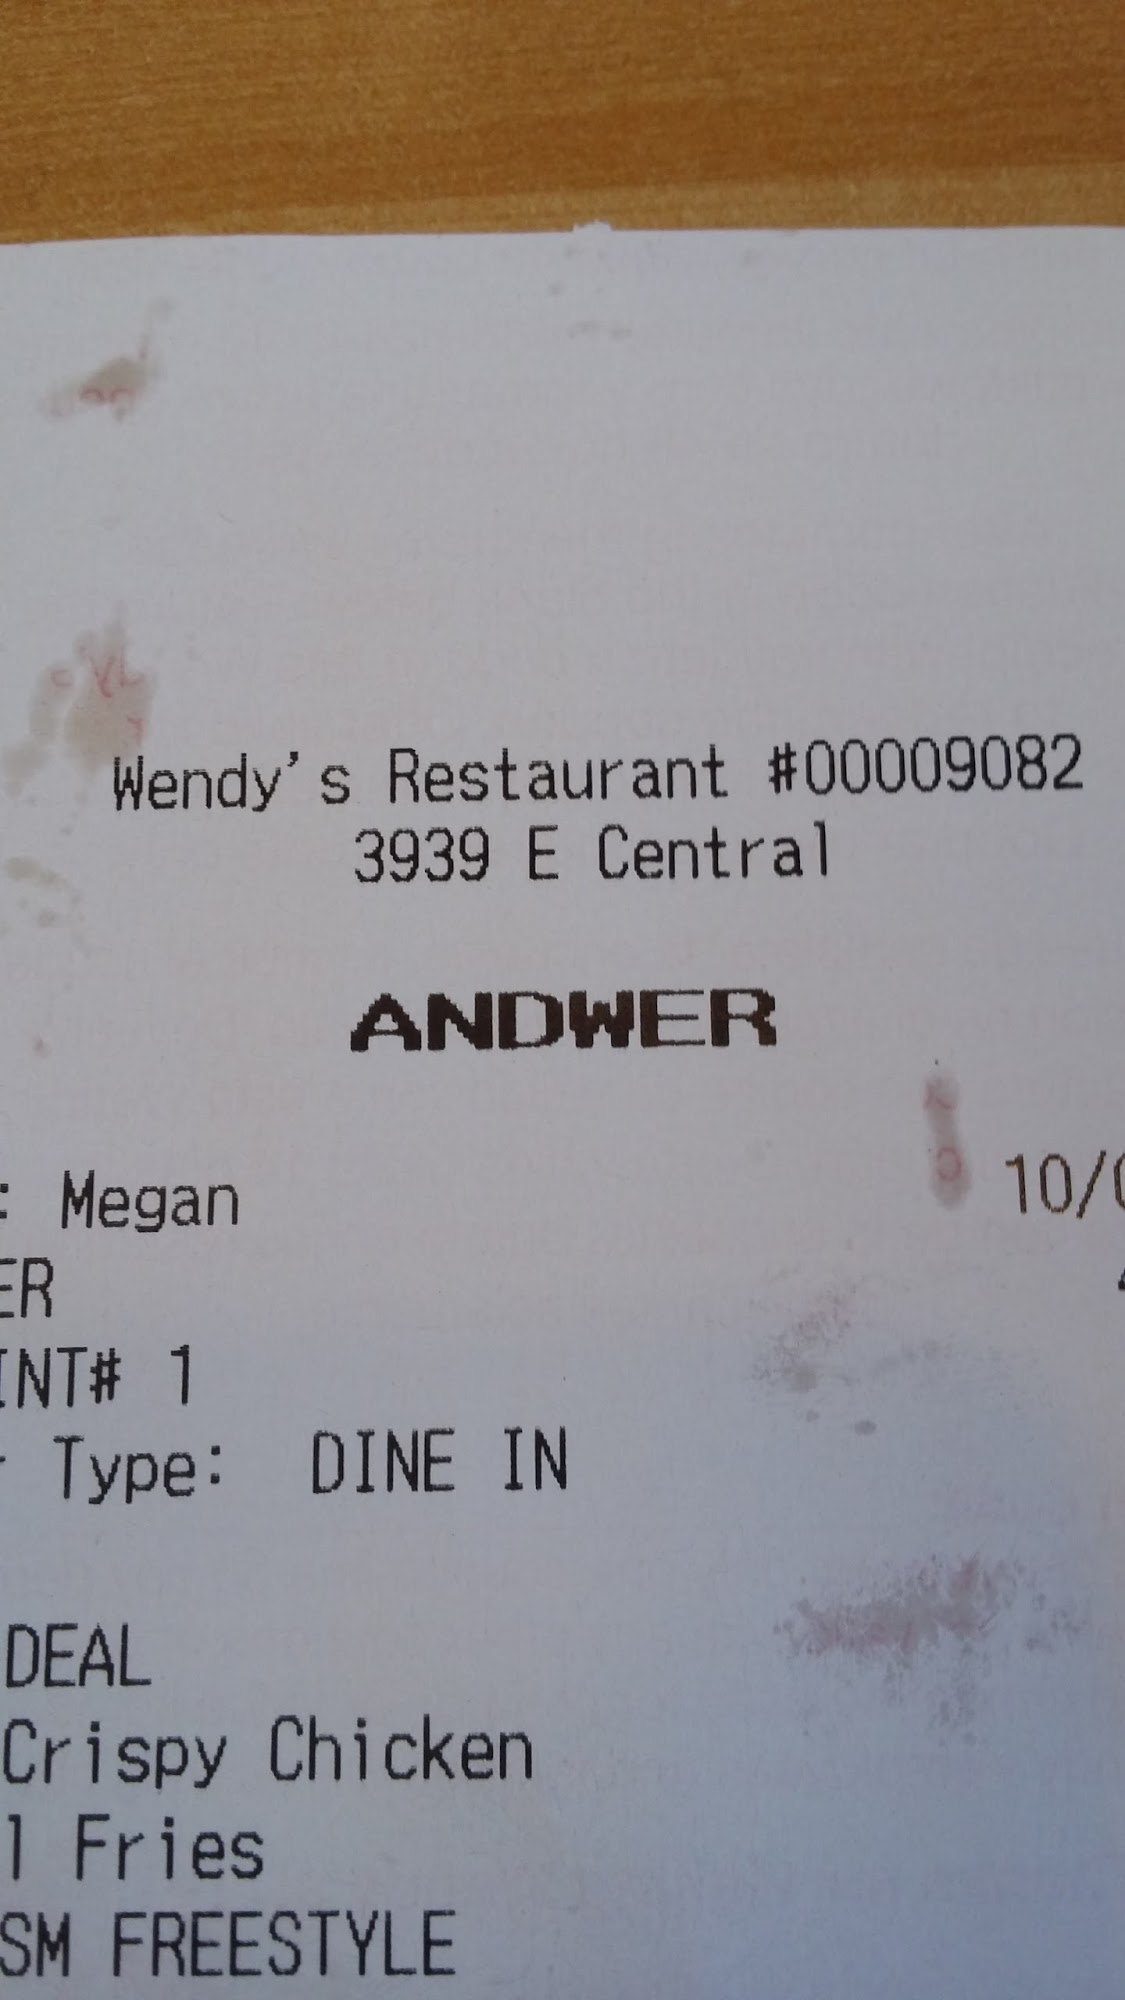 Wendy's Restaurant #00009082
3939 E Central
ANDWER
: Megan 10/
ER
INT# 1
Type: DINE IN
DEAL
Crispy Chicken
l Fries
SM FREESTYLE